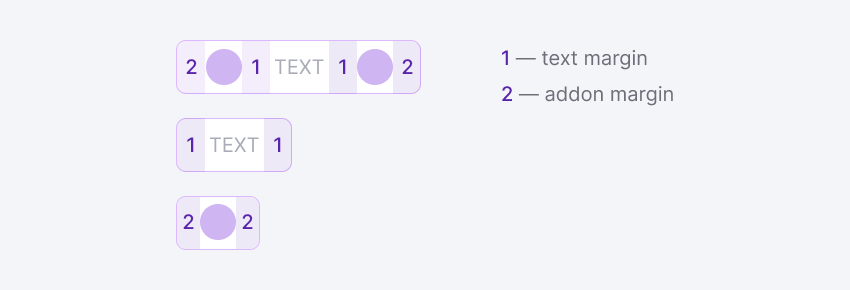 2 1 TEXT 1 2
1 — text margin
2 — addon margin
1 TEXT 1
2 2